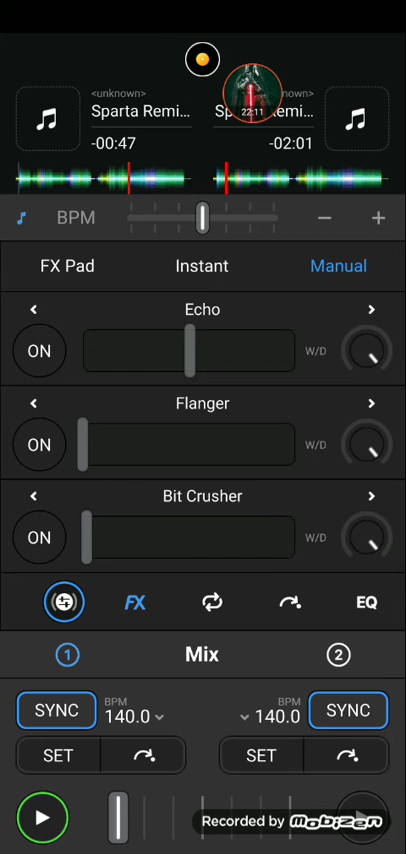 <unknown>
Sparta Remi...
-00:47
nown>
Sp
emi...
22:11
-02:01
BPM
FX Pad
Instant
Manual
Echo
ON
W/D
Flanger
ON
W/D
Bit Crusher
ON
W/D
FX
EQ
1
Mix
2
SYNC
BPM
140.0
BPM
140.0
SYNC
SET
SET
Recorded by mobizen